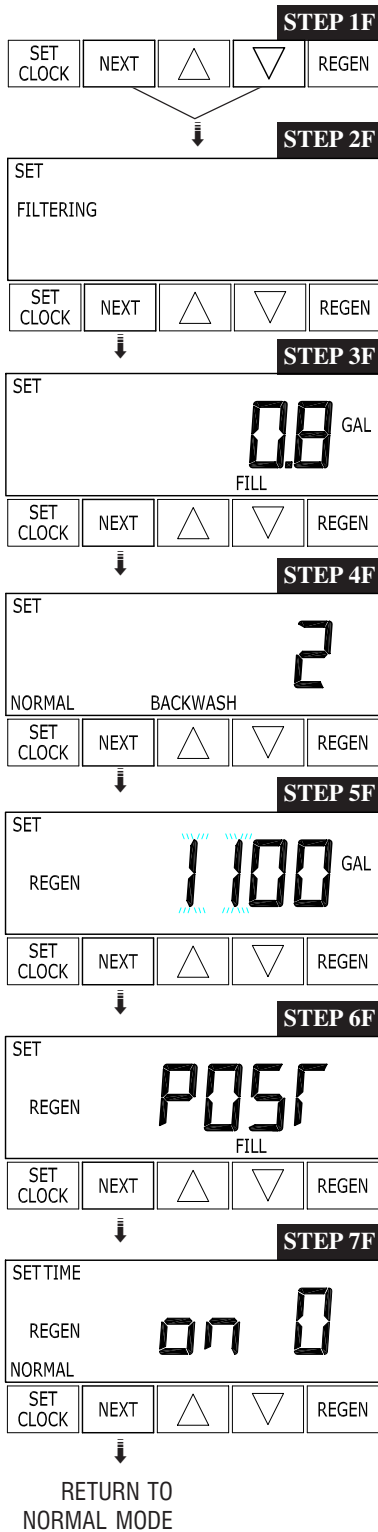 STEP 1F
SET CLOCK NEXT REGEN
STEP 2F
SET
FILTERING
SET CLOCK NEXT REGEN
STEP 3F
SET
0.8 GAL
FILL
SET CLOCK NEXT REGEN
STEP 4F
SET
2
NORMAL BACKWASH
SET CLOCK NEXT REGEN
STEP 5F
SET
REGEN 1100 GAL
SET CLOCK NEXT REGEN
STEP 6F
SET
REGEN POST
FILL
SET CLOCK NEXT REGEN
STEP 7F
SET TIME
REGEN on 0
NORMAL
SET CLOCK NEXT REGEN
RETURN TO
NORMAL MODE